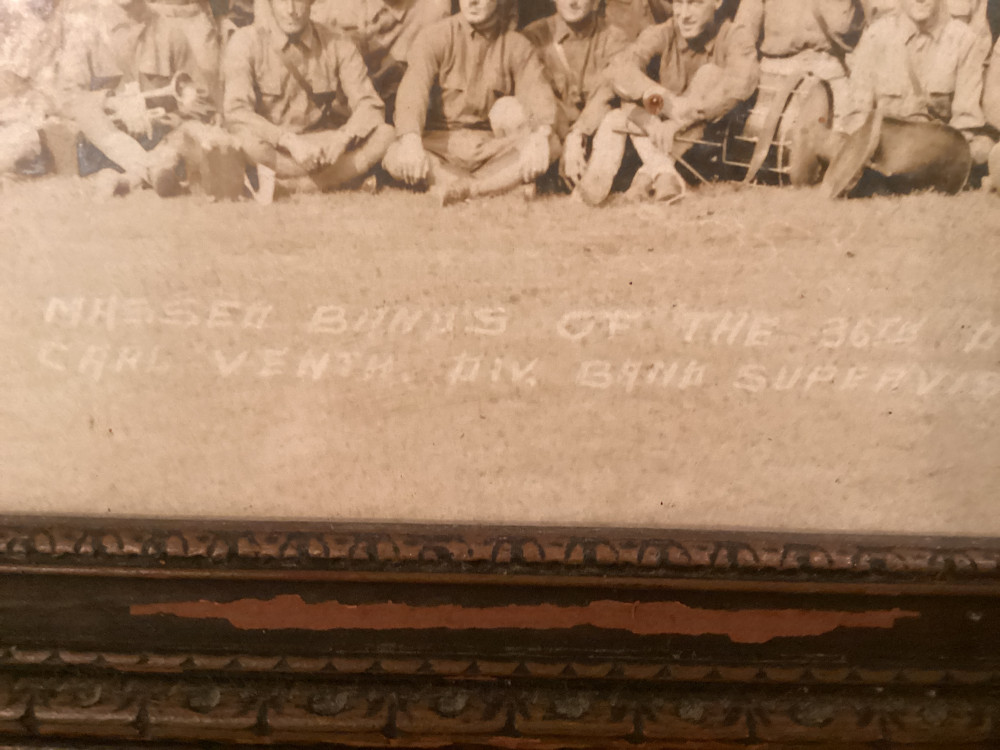 MASSED BANDS OF THE 36TH D
CARL VENTH. DIV. BAND SUPERVIS